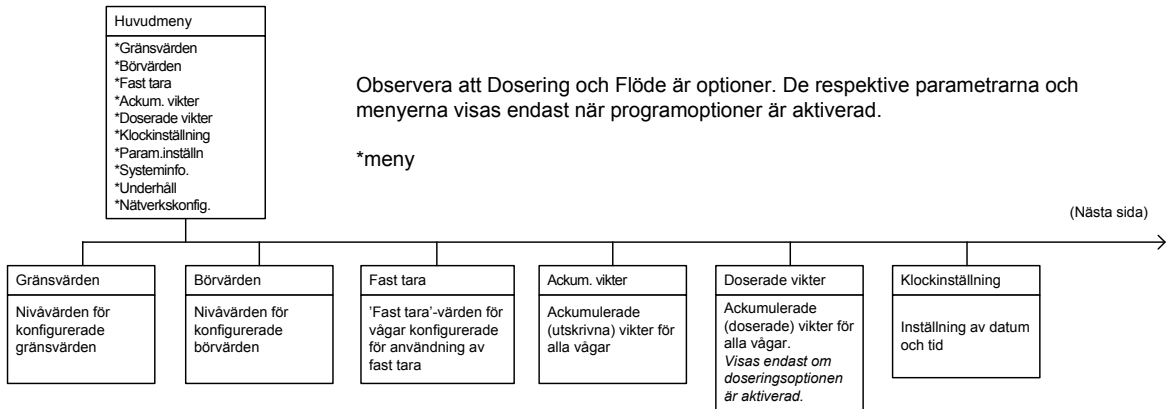 Huvudmeny
*Gränsvärden
*Börvärden
*Fast tara
*Ackum. vikter
*Doserade vikter
*Klockinställning
*Param.inställn
*Systeminfo.
*Underhåll
*Nätverkskonfig.
Observera att Dosering och Flöde är optioner. De respektive parametrarna och
menyerna visas endast när programoptioner är aktiverad.
*meny
(Nästa sida)
Gränsvärden
Nivåvärden för
konfigurerade
gränsvärden
Börvärden
Nivåvärden för
konfigurerade
börvärden
Fast tara
'Fast tara'-värden för
vågar konfigurerade
för användning av
fast tara
Ackum. vikter
Ackumulerade
(utskrivna) vikter för
alla vågar
Doserade vikter
Ackumulerade
(doserade) vikter för
alla vågar.
Visas endast om
doseringsoptionen
är aktiverad.
Klockinställning
Inställning av datum
och tid